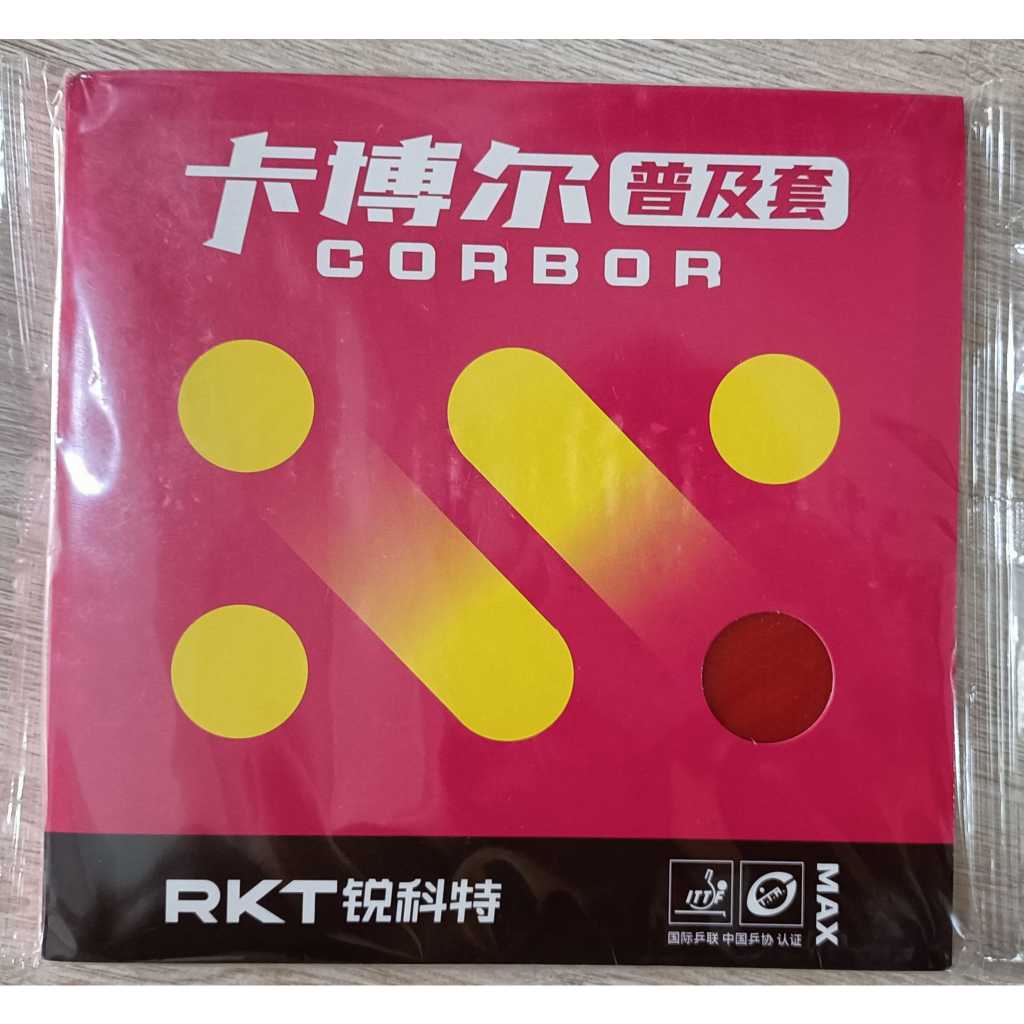 卡博尔 普及套
CORBOR
RKT锐科特
ITTF
国际乒联 中国乒协 认证
MAX